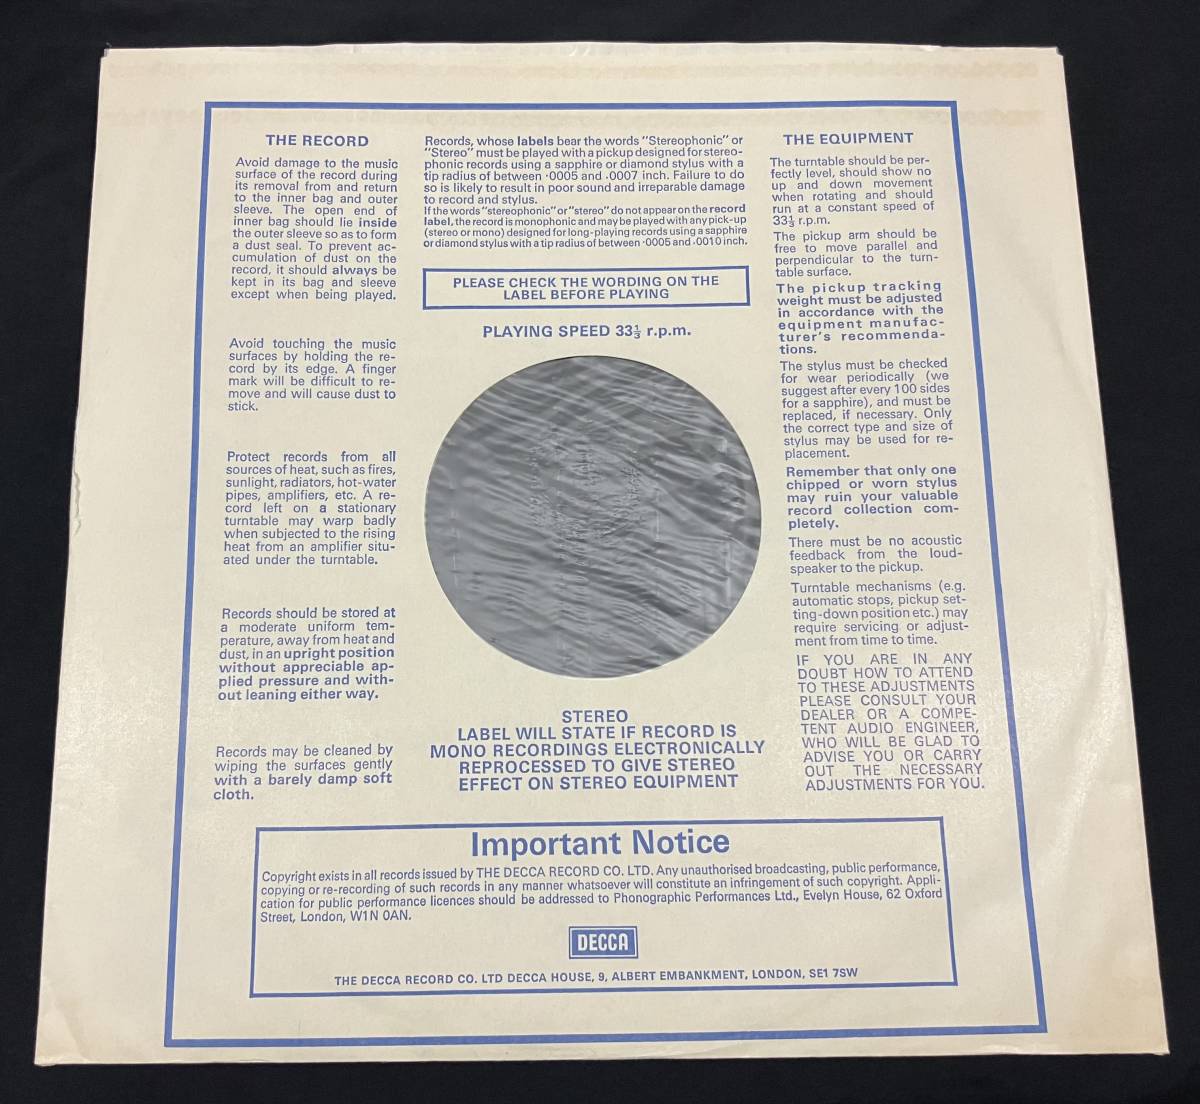 THE RECORD
Avoid damage to the music
surface of the record during
its removal from and return
to the inner bag and outer
sleeve. The open end of
inner bag should lie inside
the outer sleeve so as to form
a dust seal. To prevent ac-
cumulation of dust on the
record, it should always be
kept in its bag and sleeve
except when being played.
Avoid touching the music
surfaces by holding the re-
cord by its edge. A finger
mark will be difficult to re-
move and will cause dust to
stick.
Protect records from all
sources of heat, such as fires,
sunlight, radiators, hot-water
pipes, amplifiers, etc. A re-
cord left on a stationary
turntable may warp badly
when subjected to the rising
heat from an amplifier situ-
ated under the turntable.
Records should be stored at
a moderate uniform tem-
perature, away from heat and
dust, in an upright position
without appreciable ap-
plied pressure and with-
out leaning either way.
Records may be cleaned by
wiping the surfaces gently
with a barely damp soft
cloth.
Records, whose labels bear the words "Stereophonic" or
"Stereo" must be played with a pickup designed for stereo-
phonic records using a sapphire or diamond stylus with a
tip radius of between ·0005 and .0007 inch. Failure to do
so is likely to result in poor sound and irreparable damage
to record and stylus.
If the words "stereophonic" or "stereo" do not appear on the record
label, the record is monophonic and may be played with any pick-up
(stereo or mono) designed for long-playing records using a sapphire
or diamond stylus with a tip radius of between ·0005 and .0010 inch.
PLEASE CHECK THE WORDING ON THE
LABEL BEFORE PLAYING
PLAYING SPEED 33⅓ r.p.m.
STEREO
LABEL WILL STATE IF RECORD IS
MONO RECORDINGS ELECTRONICALLY
REPROCESSED TO GIVE STEREO
EFFECT ON STEREO EQUIPMENT
THE EQUIPMENT
The turntable should be per-
fectly level, should show no
up and down movement
when rotating and should
run at a constant speed of
33⅓ r.p.m.
The pickup arm should be
free to move parallel and
perpendicular to the turn-
table surface.
The pickup tracking
weight must be adjusted
in accordance with the
equipment manufac-
turer's recommenda-
tions.
The stylus must be checked
for wear periodically (we
suggest after every 100 sides
for a sapphire), and must be
replaced, if necessary. Only
the correct type and size of
stylus may be used for re-
placement.
Remember that only one
chipped or worn stylus
may ruin your valuable
record collection com-
pletely.
There must be no acoustic
feedback from the loud-
speaker to the pickup.
Turntable mechanisms (e.g.
automatic stops, pickup set-
ting-down position etc.) may
require servicing or adjust-
ment from time to time.
IF YOU ARE IN ANY
DOUBT HOW TO ATTEND
TO THESE ADJUSTMENTS
PLEASE CONSULT YOUR
DEALER OR A COMPE-
TENT AUDIO ENGINEER,
WHO WILL BE GLAD TO
ADVISE YOU OR CARRY
OUT THE NECESSARY
ADJUSTMENTS FOR YOU.
Important Notice
Copyright exists in all records issued by THE DECCA RECORD CO. LTD. Any unauthorised broadcasting, public performance,
copying or re-recording of such records in any manner whatsoever will constitute an infringement of such copyright. Appli-
cation for public performance licences should be addressed to Phonographic Performances Ltd., Evelyn House, 62 Oxford
Street, London, W1N 0AN.
DECCA
THE DECCA RECORD CO. LTD DECCA HOUSE, 9, ALBERT EMBANKMENT, LONDON, SE1 7SW